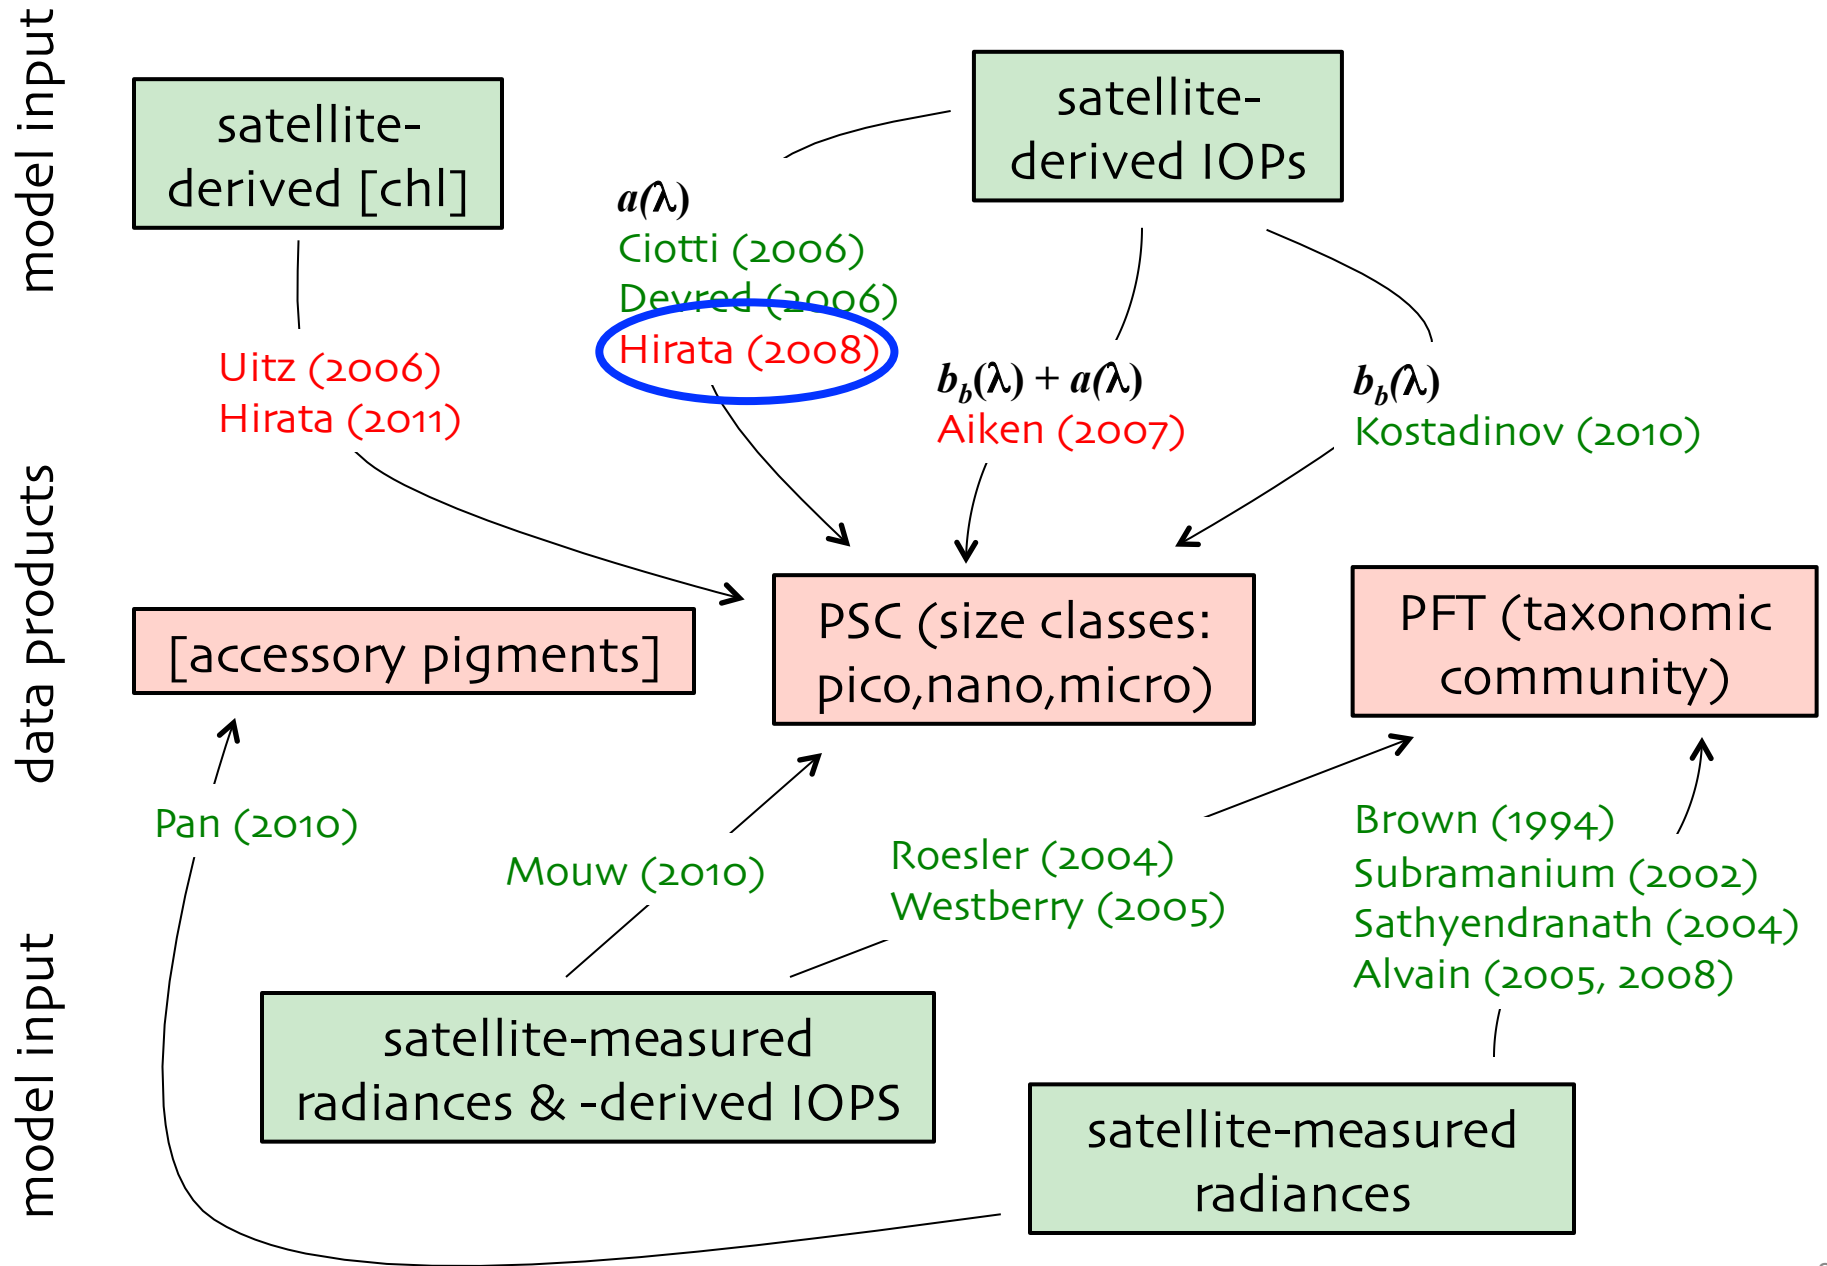 model input
satellite-
derived [chl]
satellite-
derived IOPs
a(λ)
Ciotti (2006)
Devred (2006)
Hirata (2008)
Uitz (2006)
Hirata (2011)
b_b(λ) + a(λ)
Aiken (2007)
b_b(λ)
Kostadinov (2010)
data products
[accessory pigments]
PSC (size classes:
pico,nano,micro)
PFT (taxonomic
community)
Pan (2010)
Mouw (2010)
Roesler (2004)
Westberry (2005)
Brown (1994)
Subramanium (2002)
Sathyendranath (2004)
Alvain (2005, 2008)
model input
satellite-measured
radiances & -derived IOPS
satellite-measured
radiances